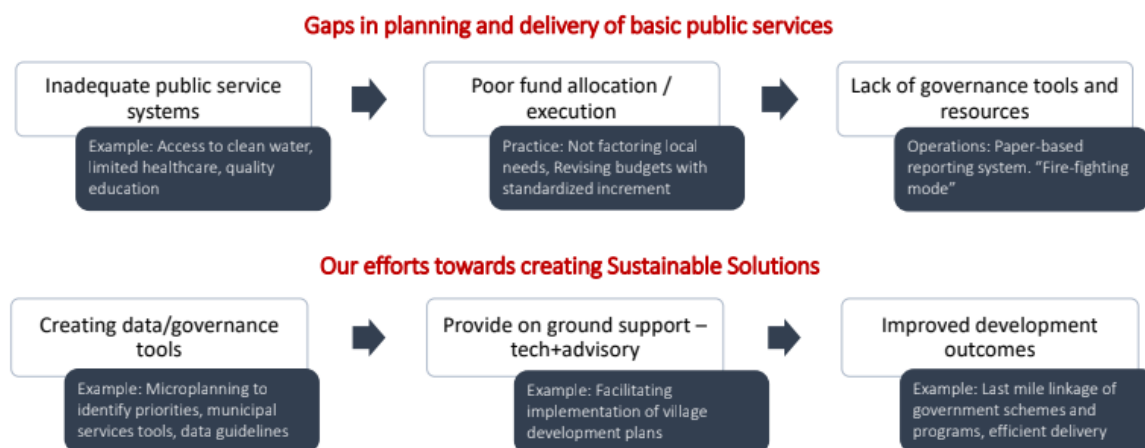 Gaps in planning and delivery of basic public services
Inadequate public service
systems
Example: Access to clean water,
limited healthcare, quality
education
Poor fund allocation /
execution
Practice: Not factoring local
needs, Revising budgets with
standardized increment
Lack of governance tools and
resources
Operations: Paper-based
reporting system. “Fire-fighting
mode”
Our efforts towards creating Sustainable Solutions
Creating data/governance
tools
Example: Microplanning to
identify priorities, municipal
services tools, data guidelines
Provide on ground support –
tech+advisory
Example: Facilitating
implementation of village
development plans
Improved development
outcomes
Example: Last mile linkage of
government schemes and
programs, efficient delivery